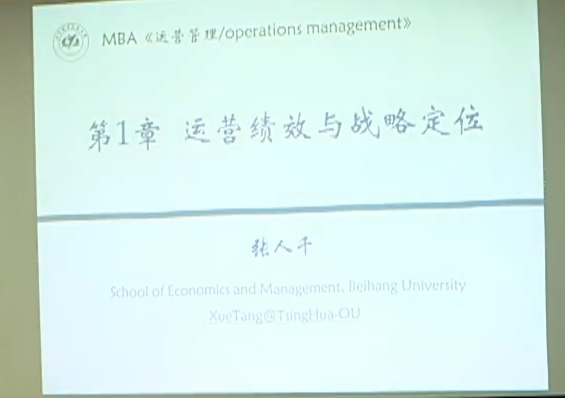 MBA《运营管理/operations management》
第1章 运营绩效与战略定位
张人千
School of Economics and Management, Beihang University
XueTang@TsingHua-OU